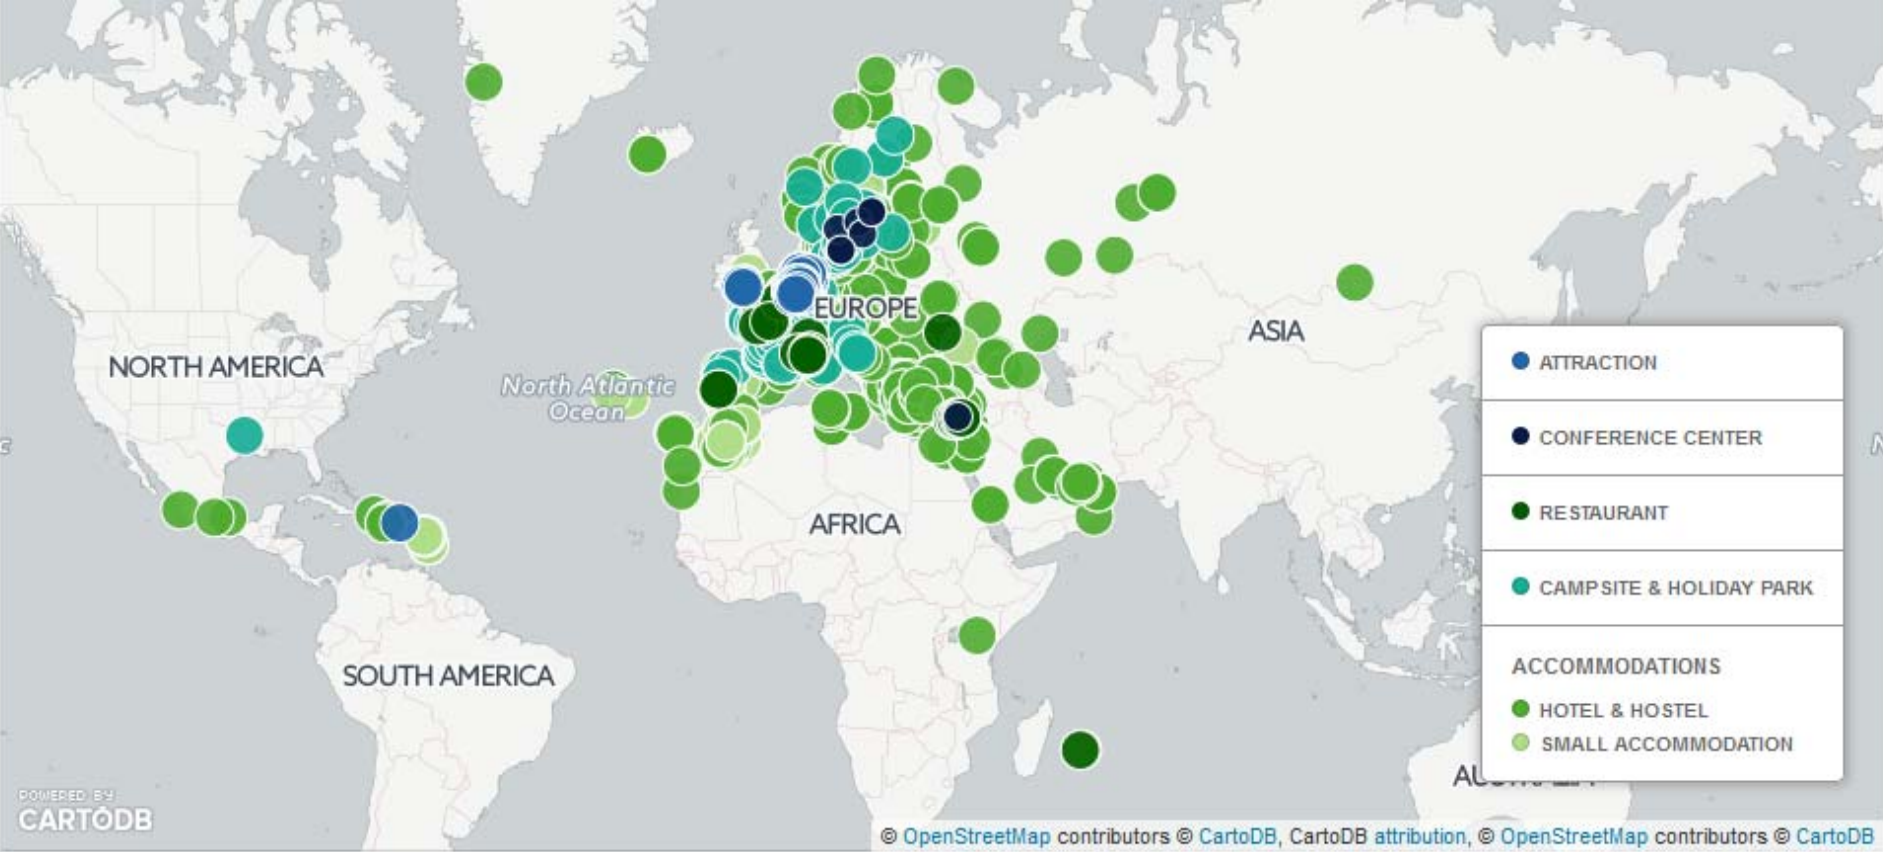 NORTH AMERICA
North Atlantic
Ocean
EUROPE
ASIA
AFRICA
SOUTH AMERICA
ATTRACTION
CONFERENCE CENTER
RESTAURANT
CAMPSITE & HOLIDAY PARK
ACCOMMODATIONS
HOTEL & HOSTEL
SMALL ACCOMMODATION
POWERED BY
CARTODB
© OpenStreetMap contributors © CartoDB, CartoDB attribution, © OpenStreetMap contributors © CartoDB